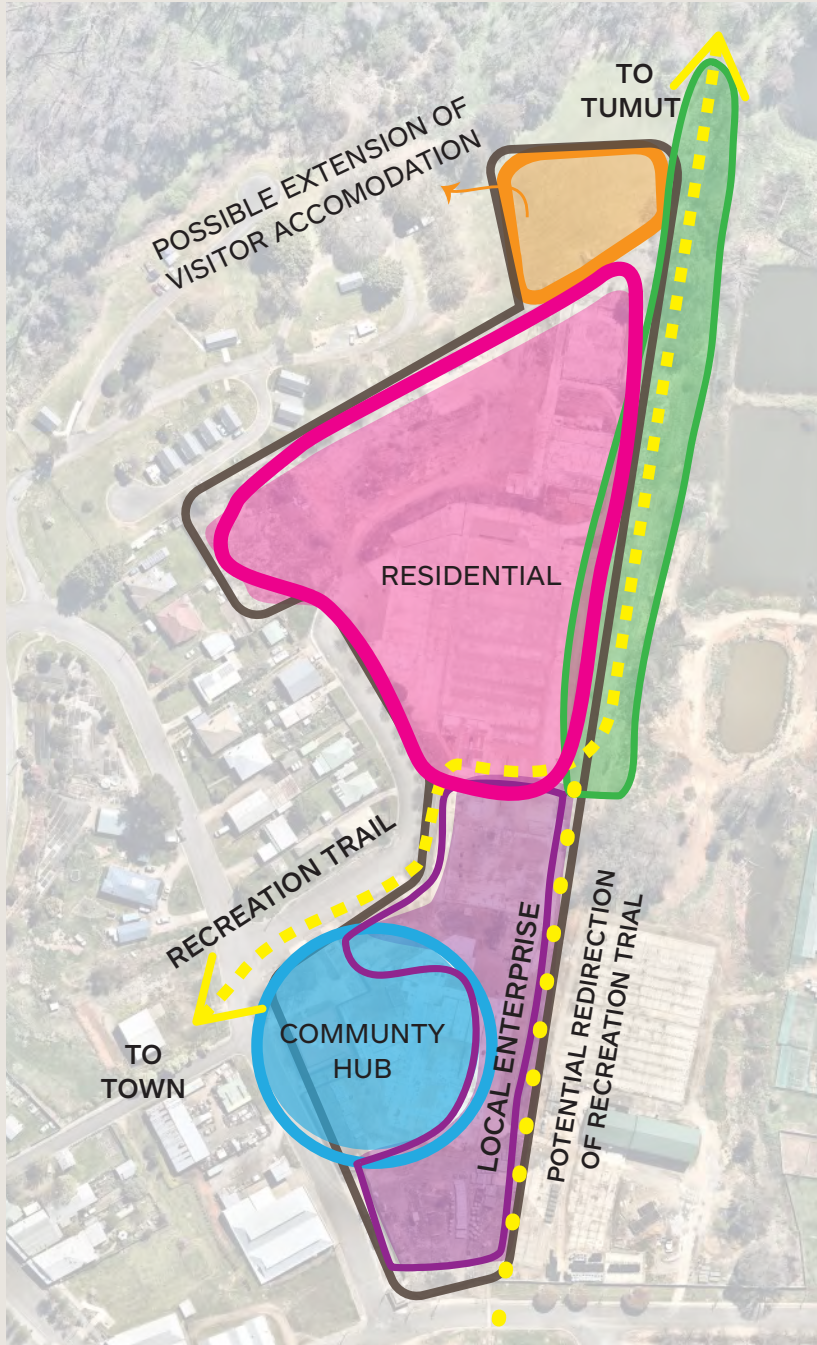 TO
TUMUT
POSSIBLE EXTENSION OF
VISITOR ACCOMODATION
RESIDENTIAL
RECREATION TRAIL
TO
TOWN
COMMUNTY
HUB
LOCAL ENTERPRISE
POTENTIAL REDIRECTION
OF RECREATION TRIAL